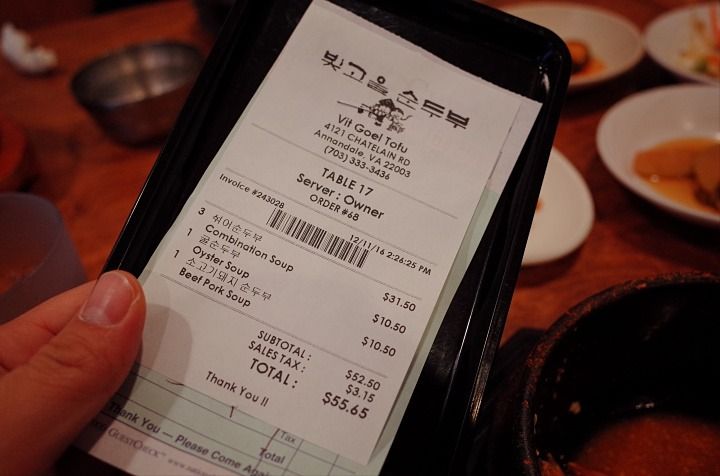 빛고을 순두부
Vit Goel Tofu
4121 CHATELAIN RD
Annandale, VA 22003
(703) 333-3436
TABLE 17
Server : Owner
ORDER #68
Invoice #243028
12/11/16 2:26:25 PM
3 섞어순두부
Combination Soup $31.50
1 굴순두부
Oyster Soup $10.50
1 소고기돼지 순두부
Beef Pork Soup $10.50
SUBTOTAL : $52.50
SALES TAX : $3.15
TOTAL : $55.65
Thank You !!
Tax
Total
Thank You — Please Come Again
GUESTCHECK™